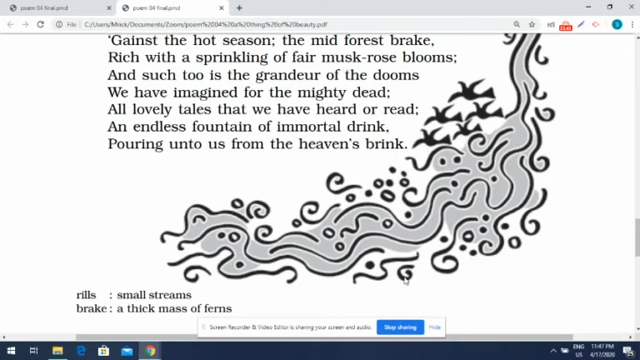 poem 04 final.pmd
poem 04 final.pmd
File | C:/Users/Mrick/Documents/Zoom/poem%2004%20a%20thing%20of%20beauty.pdf
'Gainst the hot season; the mid forest brake,
Rich with a sprinkling of fair musk-rose blooms;
And such too is the grandeur of the dooms
We have imagined for the mighty dead;
All lovely tales that we have heard or read;
An endless fountain of immortal drink,
Pouring unto us from the heaven's brink.
rills : small streams
brake : a thick mass of ferns
Screen Recorder & Video Editor is sharing your screen and audio.
Stop sharing
Hide
ENG
US
11:47 PM
4/17/2020